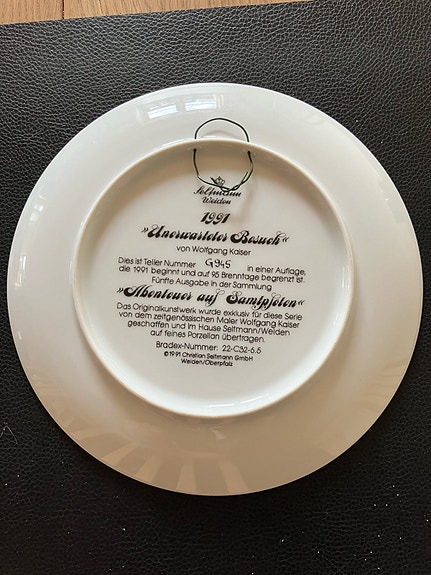 Seltmann
Weiden
1991
»Unerwarteter Besuch«
von Wolfgang Kaiser
Dies ist Teller Nummer G945 in einer Auflage,
die 1991 beginnt und auf 95 Brenntage begrenzt ist.
Fünfte Ausgabe in der Sammlung
»Abenteuer auf Samtpfoten«
Das Originalkunstwerk wurde exklusiv für diese Serie
von dem zeitgenössischen Maler Wolfgang Kaiser
geschaffen und im Hause Seltmann/Weiden
auf feines Porzellan übertragen.
Bradex-Nummer: 22-C32-6.5
©1991 Christian Seltmann GmbH
Weiden/Oberpfalz